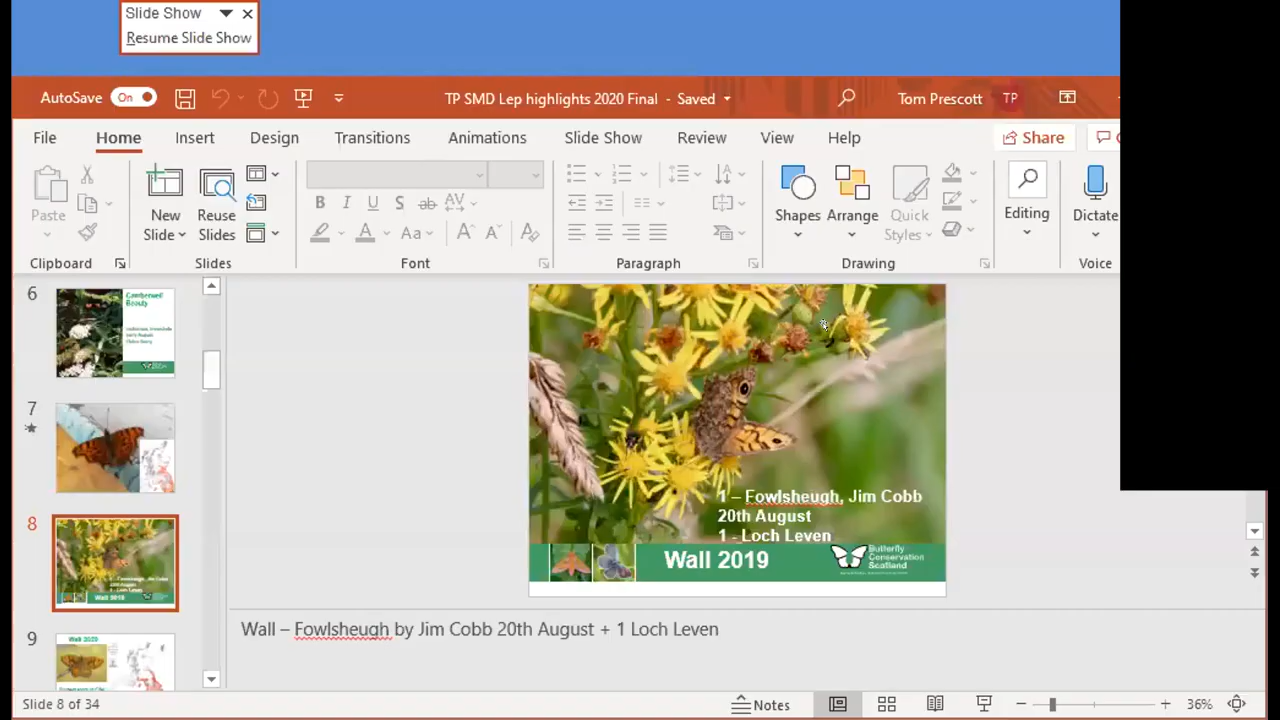 Slide Show
Resume Slide Show
AutoSave On TP SMD Lep highlights 2020 Final - Saved Tom Prescott TP
File Home Insert Design Transitions Animations Slide Show Review View Help Share
Paste
New Slide
Reuse Slides
B I U S ab AV
Aa A A
Shapes
Arrange
Quick Styles
Editing
Dictate
Clipboard Slides Font Paragraph Drawing Voice
6
Camberwell
Beauty
7
8
9
Wall 2020
1 – Fowlsheugh, Jim Cobb
20th August
1 - Loch Leven
Wall 2019
Butterfly
Conservation
Scotland
Wall – Fowlsheugh by Jim Cobb 20th August + 1 Loch Leven
Slide 8 of 34 Notes 36%